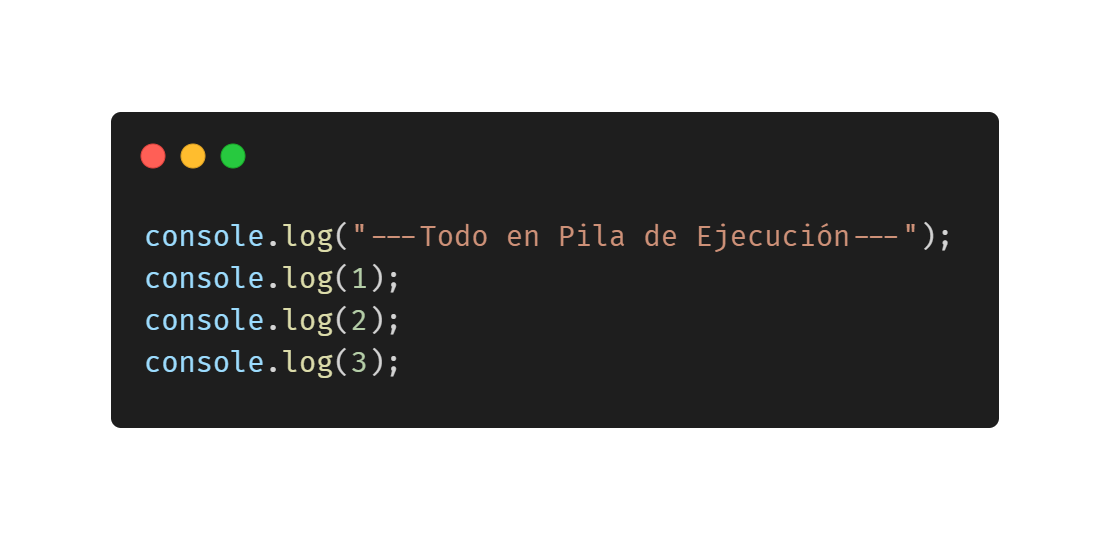 console.log("---Todo en Pila de Ejecución---");
console.log(1);
console.log(2);
console.log(3);